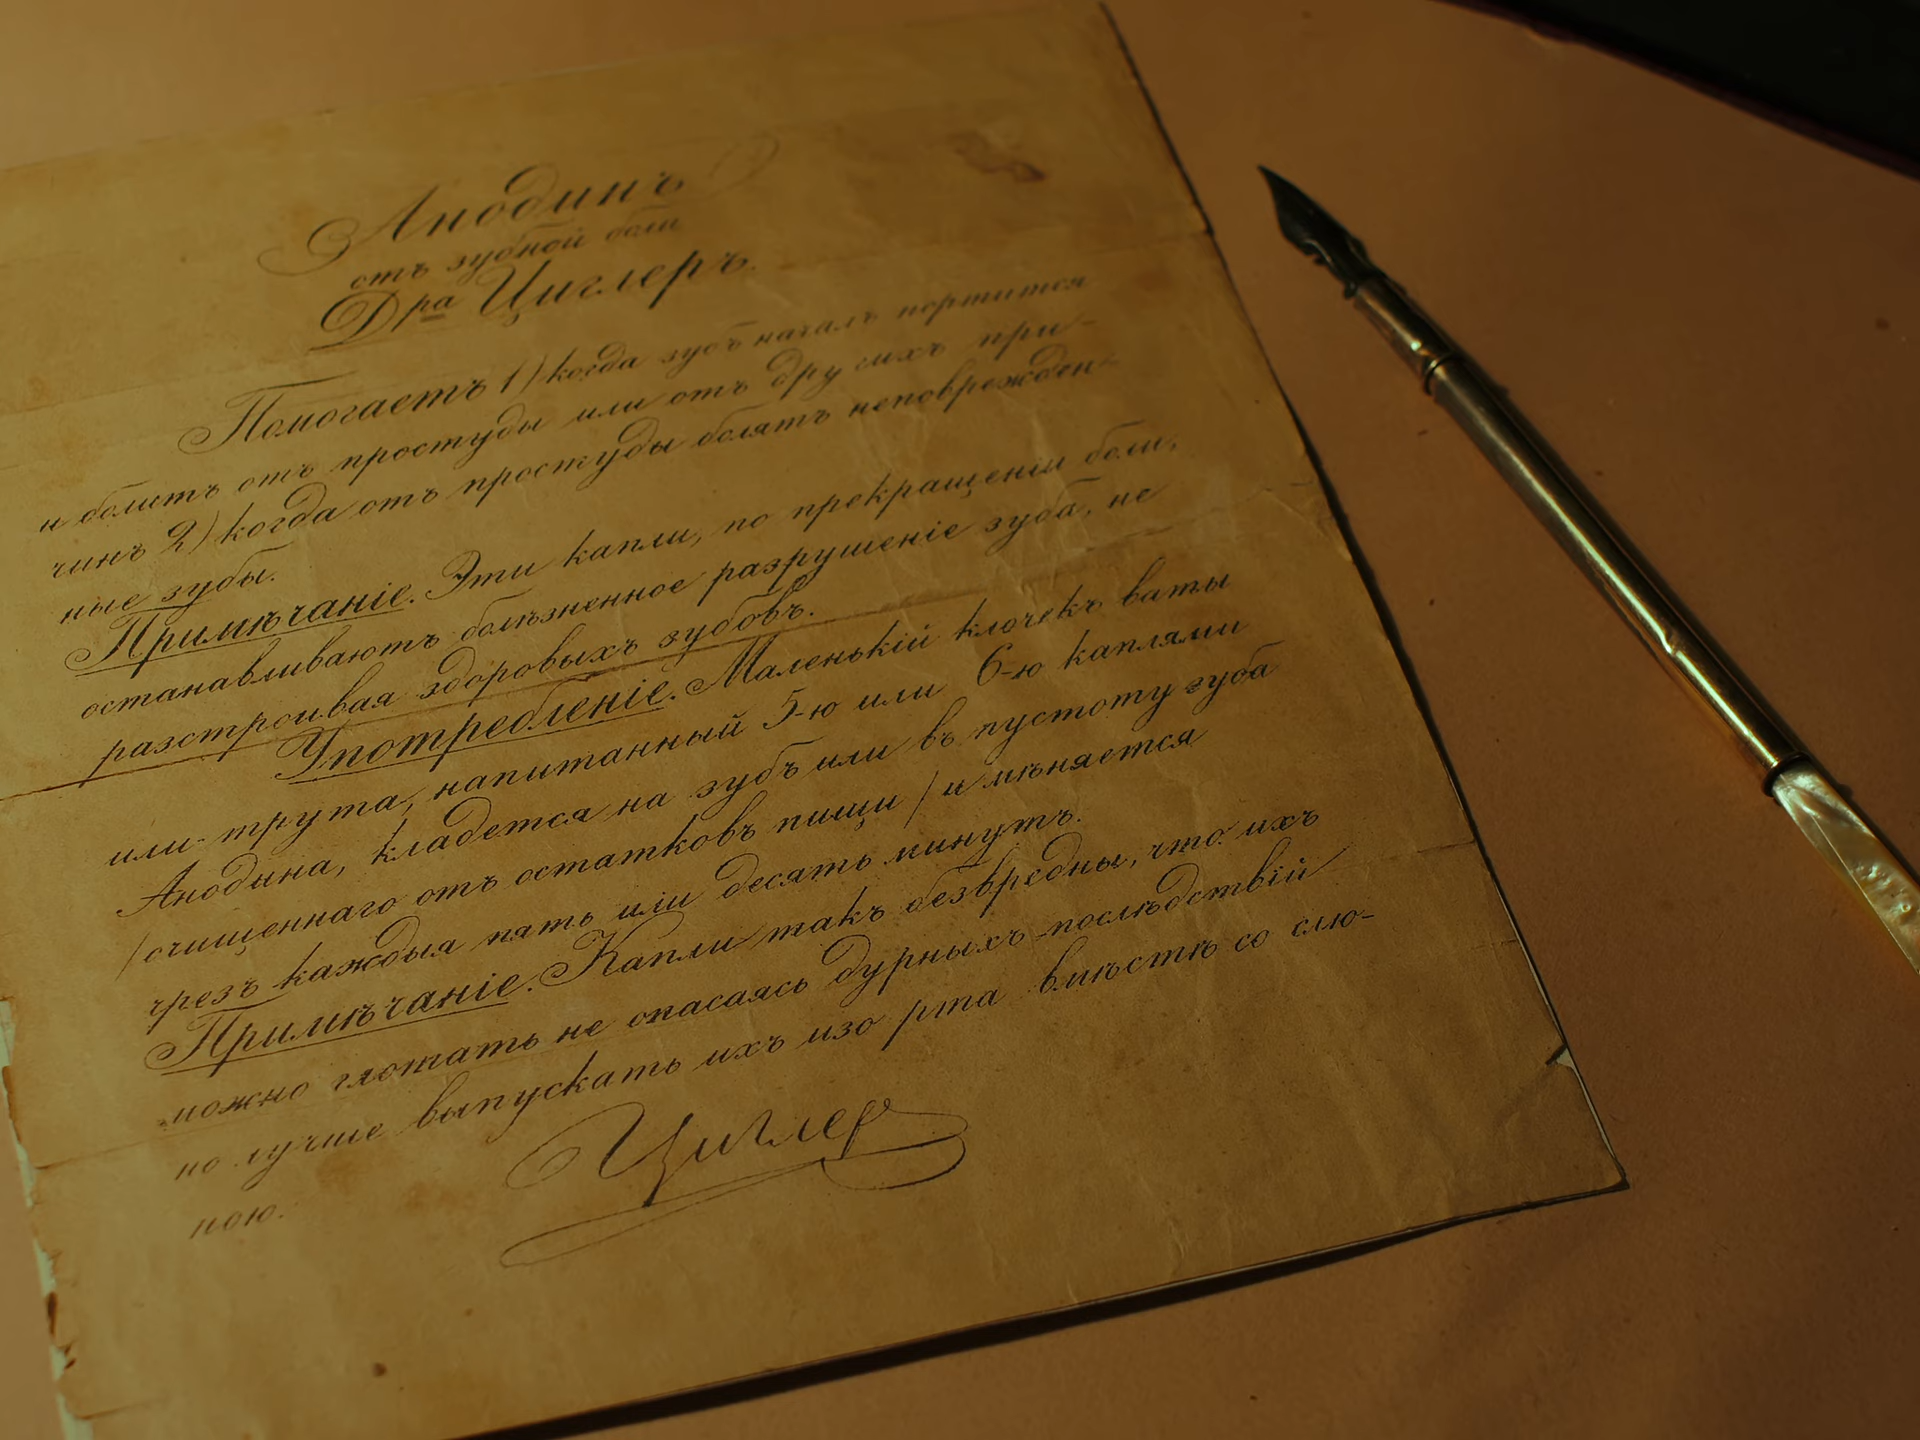 Анодинъ
отъ зубной боли
Дра Циглеръ.
Помогаетъ 1) когда зубъ началъ портится
и болитъ отъ простуды или отъ другихъ при-
чинъ 2) когда отъ простуды болятъ неповрежден-
ные зубы.
Примѣчаніе. Эти капли, по прекращеніи боли,
останавливаютъ болѣзненное разрушеніе зуба, не
разстроивая здоровыхъ зубовъ.
Употребленіе. Маленькій клочекъ ваты
или трута, напитанный 5-ю или 6-ю каплями
Анодина, кладется на зубъ или въ пустоту зуба
/очищеннаго отъ остатковъ пищи/ и мѣняется
чрезъ каждыя пять или десять минутъ.
Примѣчаніе. Капли такъ безвредны, что ихъ
можно глотать не опасаясь дурныхъ послѣдствій
но лучше выпускать ихъ изо рта вмѣстѣ со слю-
ною.
Циглер